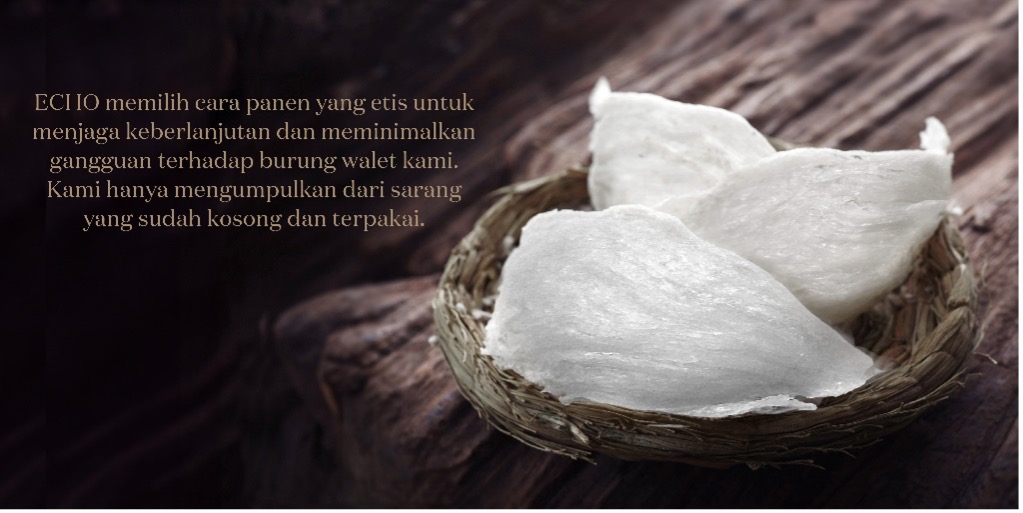 ECHO memilih cara panen yang etis untuk
menjaga keberlanjutan dan meminimalkan
gangguan terhadap burung walet kami.
Kami hanya mengumpulkan dari sarang
yang sudah kosong dan terpakai.